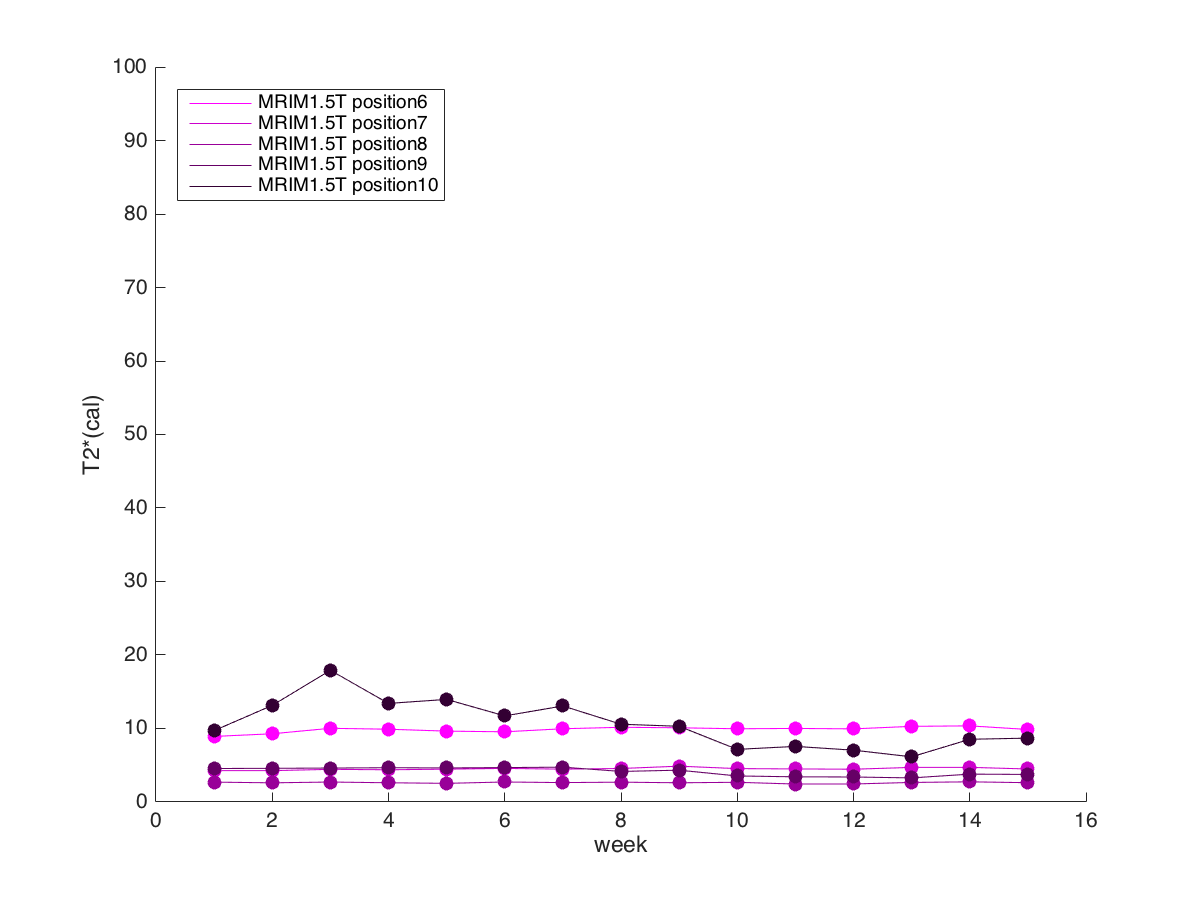 100
90
80
70
60
50
40
30
20
10
0
T2*(cal)
MRIM1.5T position6
MRIM1.5T position7
MRIM1.5T position8
MRIM1.5T position9
MRIM1.5T position10
0 2 4 6 8 10 12 14 16
week